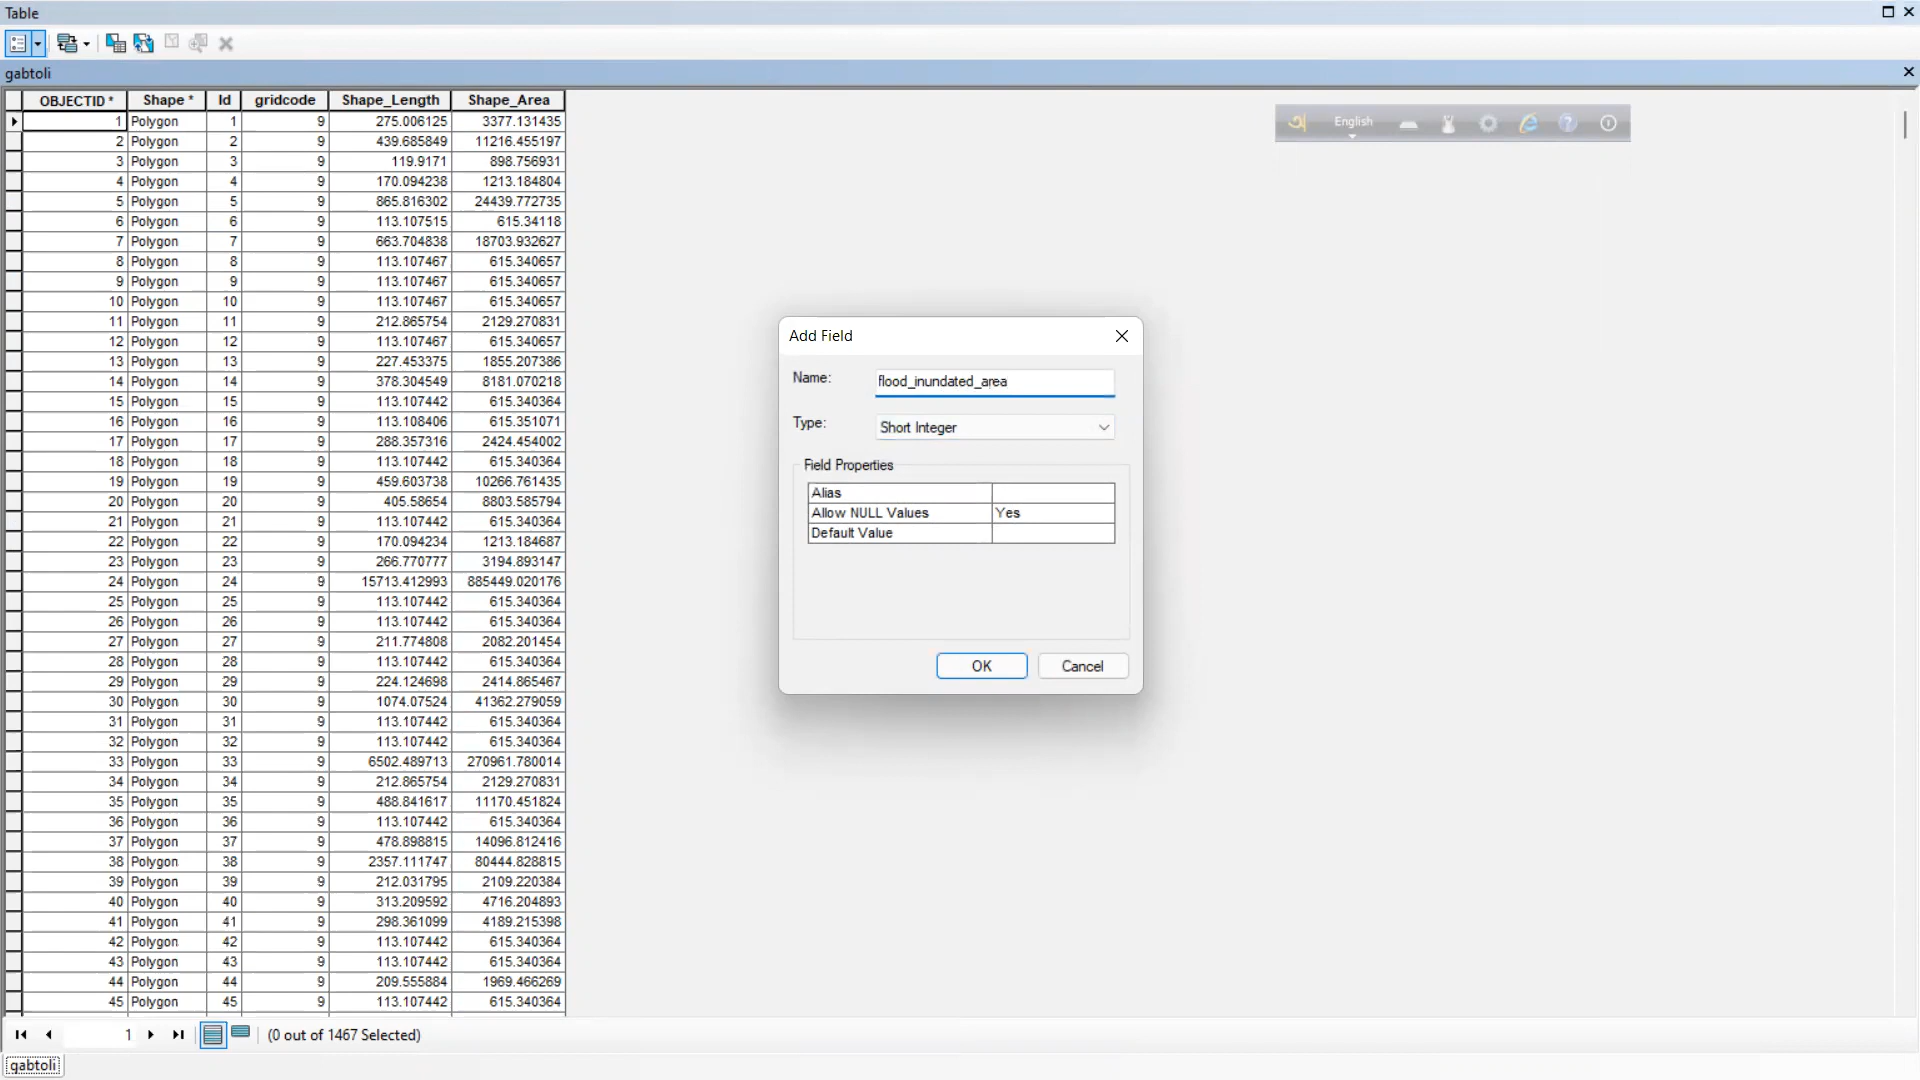 Table
gabtoli
OBJECTID * Shape * Id gridcode Shape_Length Shape_Area
1 Polygon 1 9 275.006125 3377.131435
2 Polygon 2 9 439.685849 11216.455197
3 Polygon 3 9 119.9171 898.756931
4 Polygon 4 9 170.094238 1213.184804
5 Polygon 5 9 865.816302 24439.772735
6 Polygon 6 9 113.107515 615.34118
7 Polygon 7 9 663.704838 18703.932627
8 Polygon 8 9 113.107467 615.340657
9 Polygon 9 9 113.107467 615.340657
10 Polygon 10 9 113.107467 615.340657
11 Polygon 11 9 212.865754 2129.270831
12 Polygon 12 9 113.107467 615.340657
13 Polygon 13 9 227.453375 1855.207386
14 Polygon 14 9 378.304549 8181.070218
15 Polygon 15 9 113.107442 615.340364
16 Polygon 16 9 113.108406 615.351071
17 Polygon 17 9 288.357316 2424.454002
18 Polygon 18 9 113.107442 615.340364
19 Polygon 19 9 459.603738 10266.761435
20 Polygon 20 9 405.58654 8803.585794
21 Polygon 21 9 113.107442 615.340364
22 Polygon 22 9 170.094234 1213.184687
23 Polygon 23 9 266.770777 3194.893147
24 Polygon 24 9 15713.412993 885449.020176
25 Polygon 25 9 113.107442 615.340364
26 Polygon 26 9 113.107442 615.340364
27 Polygon 27 9 211.774808 2082.201454
28 Polygon 28 9 113.107442 615.340364
29 Polygon 29 9 224.124698 2414.865467
30 Polygon 30 9 1074.07524 41362.279059
31 Polygon 31 9 113.107442 615.340364
32 Polygon 32 9 113.107442 615.340364
33 Polygon 33 9 6502.489713 270961.780014
34 Polygon 34 9 212.865754 2129.270831
35 Polygon 35 9 488.841617 11170.451824
36 Polygon 36 9 113.107442 615.340364
37 Polygon 37 9 478.898815 14096.812416
38 Polygon 38 9 2357.111747 80444.828815
39 Polygon 39 9 212.031795 2109.220384
40 Polygon 40 9 313.209592 4716.204893
41 Polygon 41 9 298.361099 4189.215398
42 Polygon 42 9 113.107442 615.340364
43 Polygon 43 9 113.107442 615.340364
44 Polygon 44 9 209.555884 1969.466269
45 Polygon 45 9 113.107442 615.340364
English
Add Field
Name: flood_inundated_area
Type: Short Integer
Field Properties
Alias
Allow NULL Values Yes
Default Value
OK Cancel
1 (0 out of 1467 Selected)
gabtoli